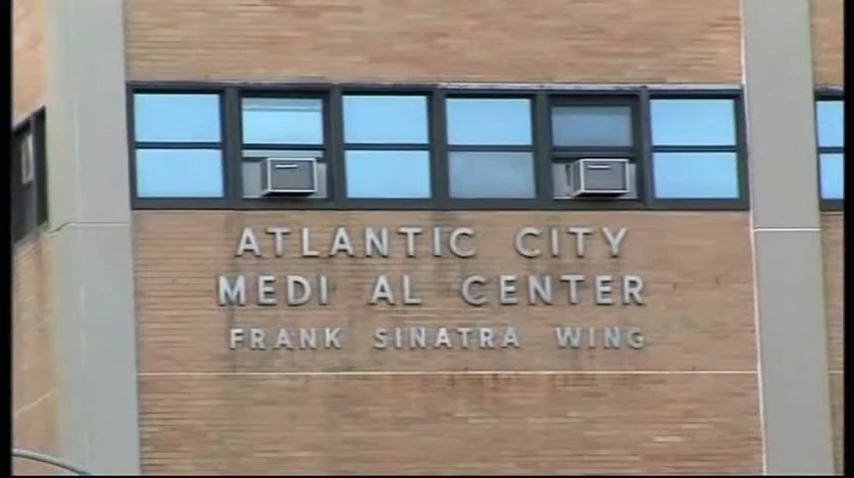 ATLANTIC CITY
MEDI AL CENTER
FRANK SINATRA WING